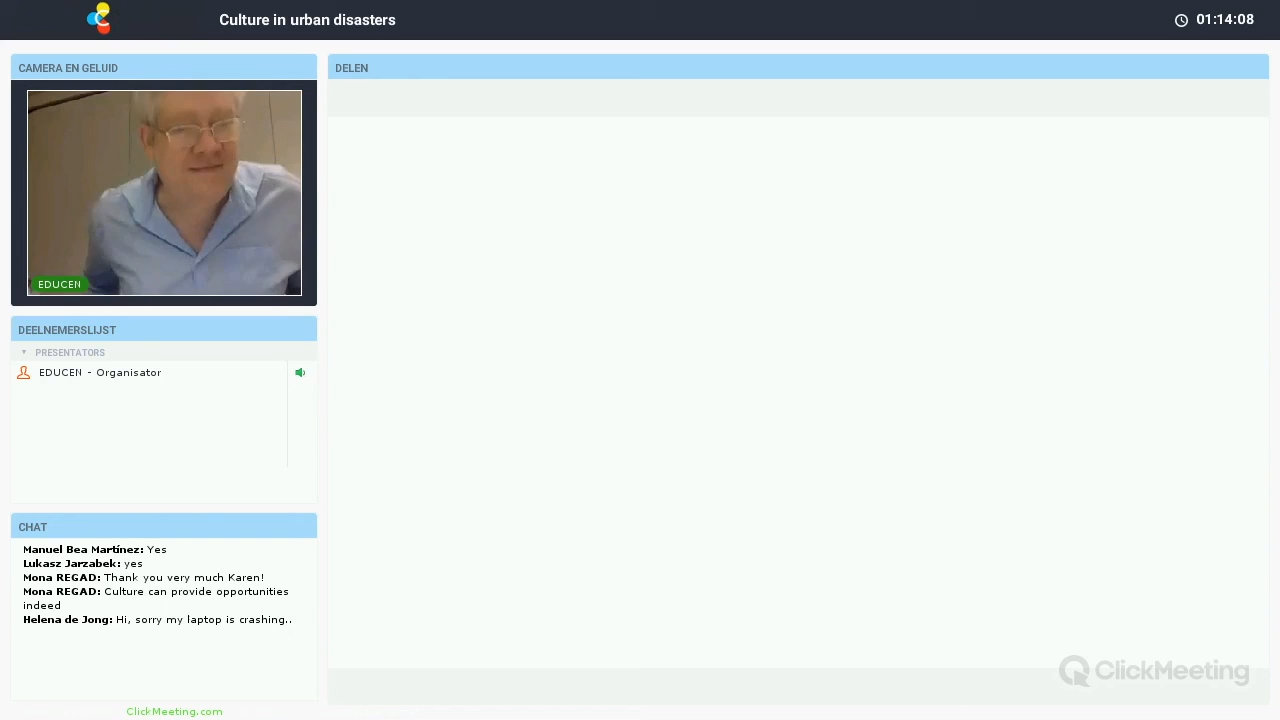 Culture in urban disasters
01:14:08
CAMERA EN GELUID
EDUCEN
DEELNEMERSLIJST
PRESENTATORS
EDUCEN - Organisator
CHAT
Manuel Bea Martínez: Yes
Lukasz Jarzabek: yes
Mona REGAD: Thank you very much Karen!
Mona REGAD: Culture can provide opportunities
indeed
Helena de Jong: Hi, sorry my laptop is crashing..
ClickMeeting.com
DELEN
ClickMeeting